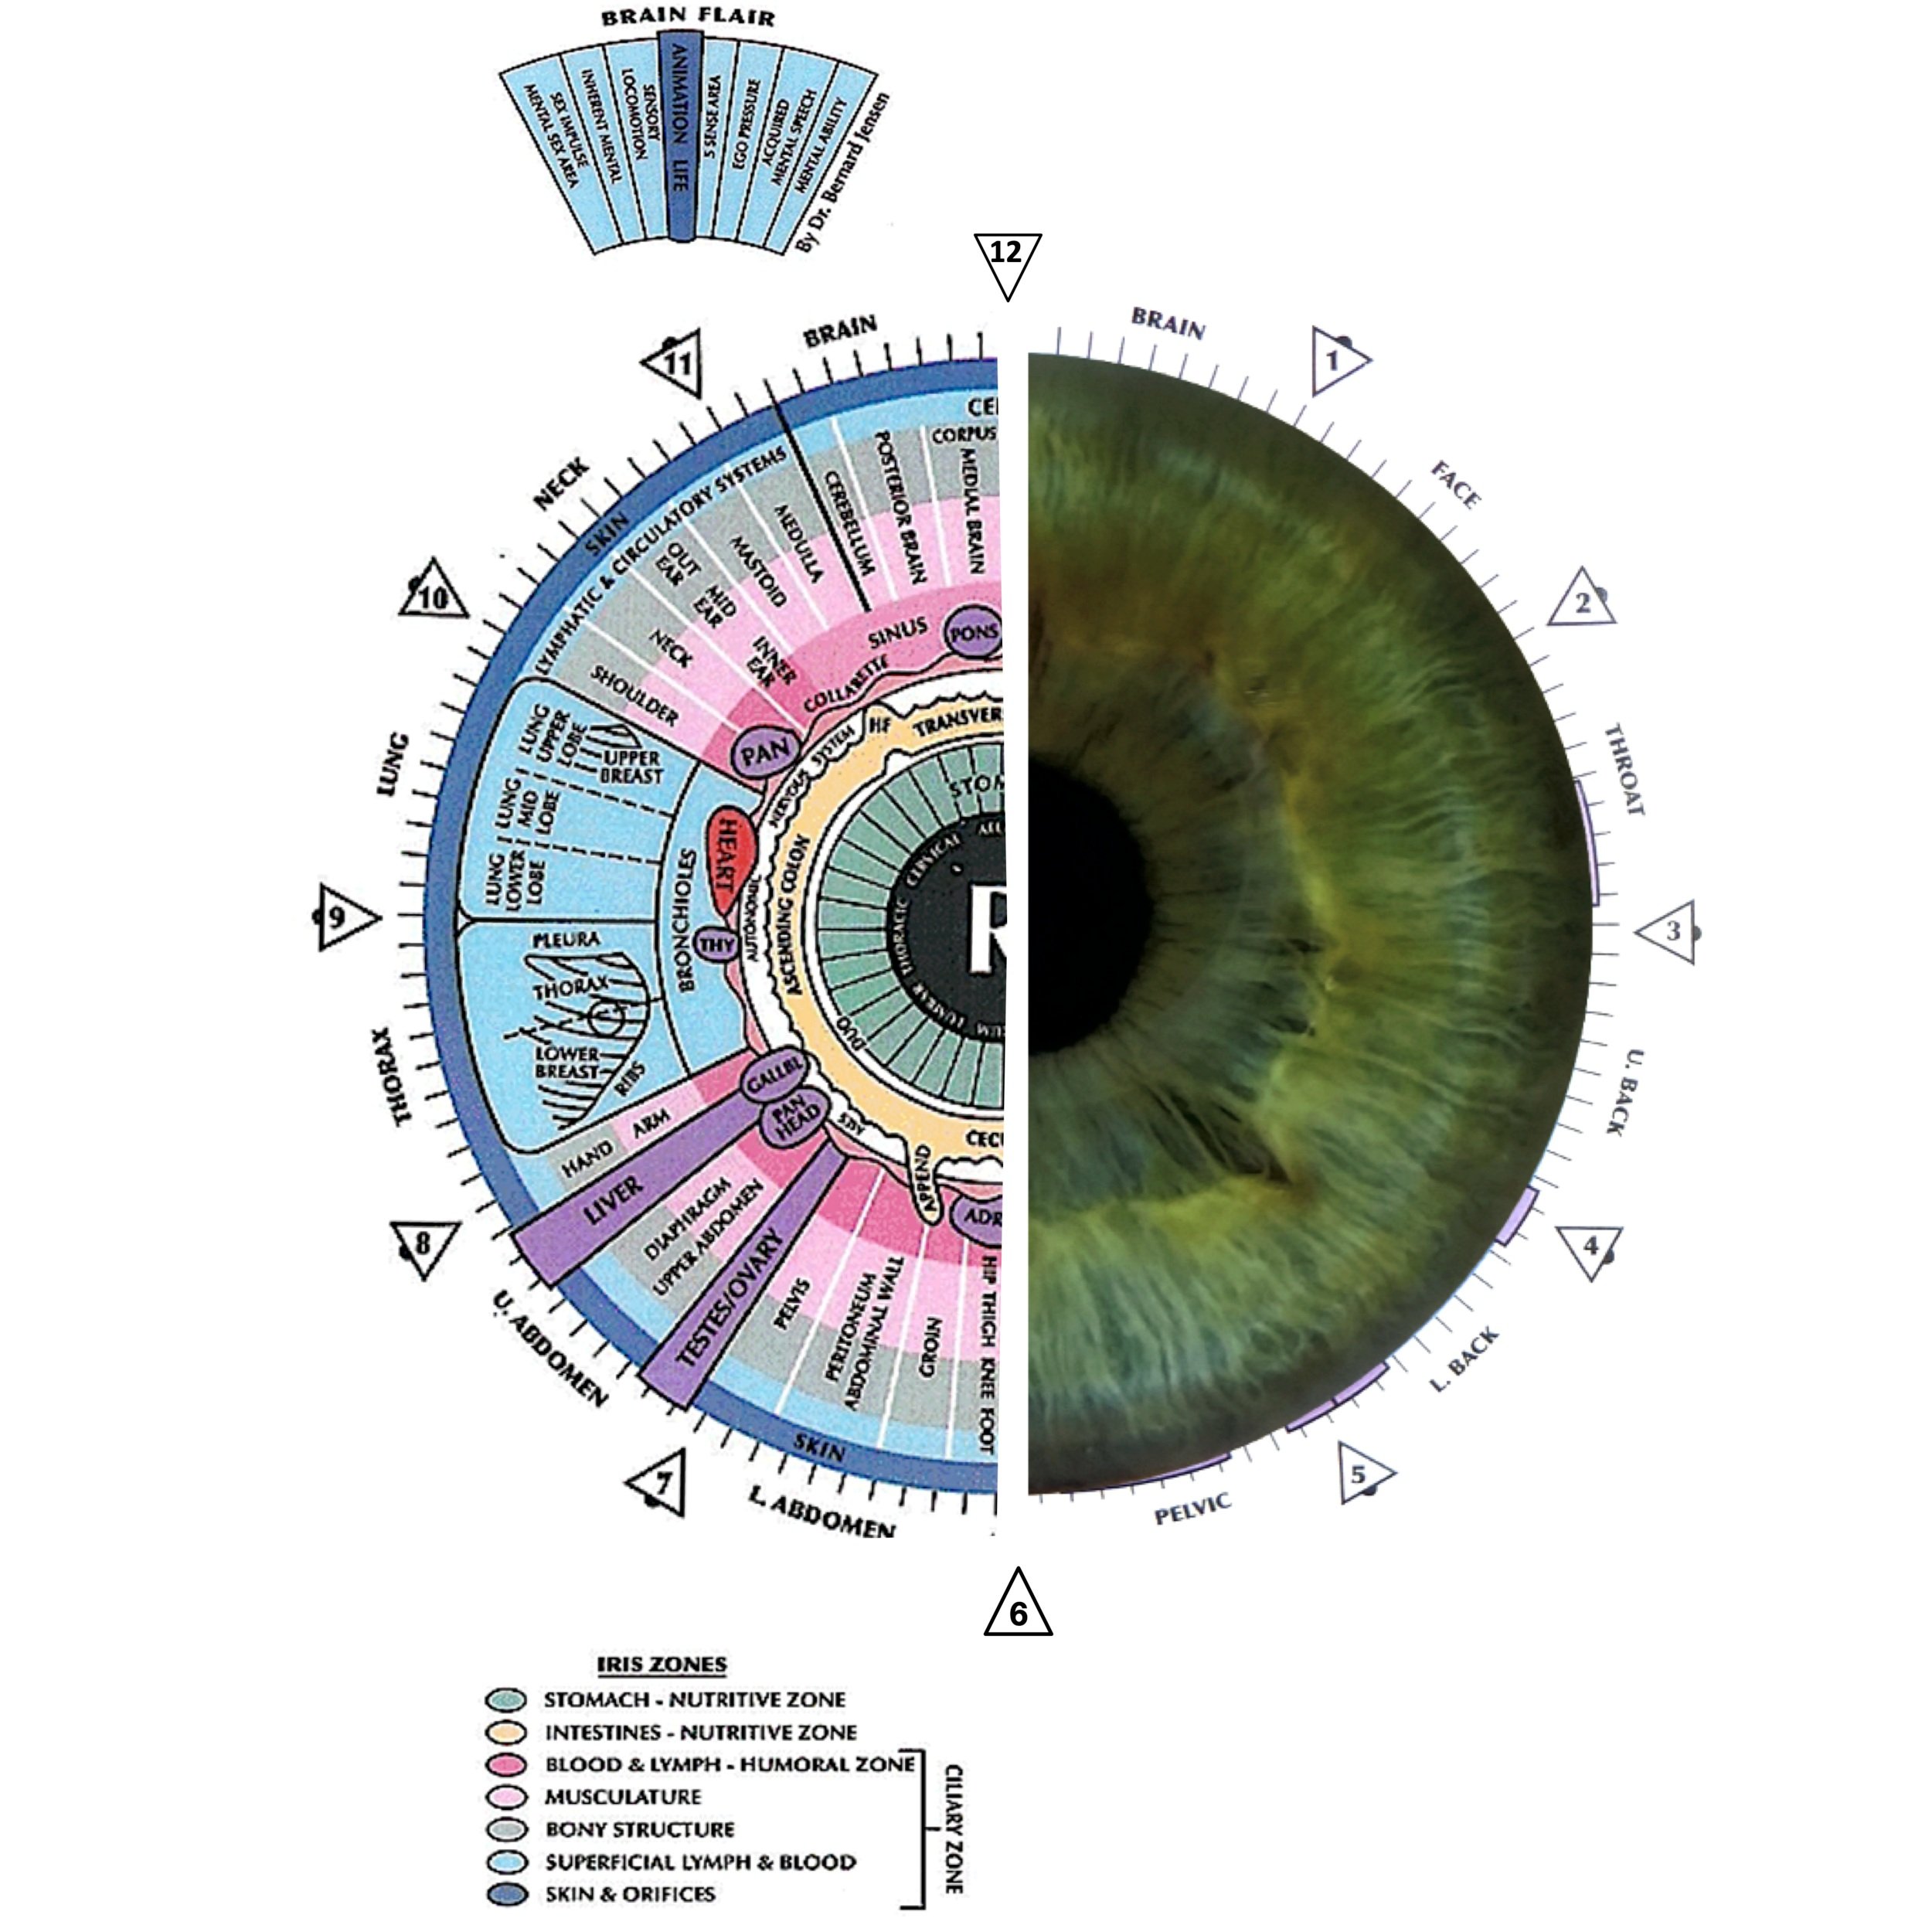 BRAIN FLAIR
MENTAL SEX AREA
SEX IMPULSE
INHERENT MENTAL
LOCOMOTION
SENSORY
ANIMATION LIFE
5 SENSE AREA
EGO PRESSURE
ACQUIRED
MENTAL SPEECH
MENTAL ABILITY
By Dr. Bernard Jensen
12
11
BRAIN
BRAIN
1
NECK
FACE
10
2
LUNG
THROAT
9
3
THORAX
U. BACK
8
4
U. ABDOMEN
L. BACK
7
5
L. ABDOMEN
PELVIC
6
SKIN
LYMPHATIC & CIRCULATORY SYSTEMS
CORPUS
MEDIAL BRAIN
POSTERIOR BRAIN
CEREBELLUM
MEDULLA
MASTOID
OUT
EAR
MID
EAR
INNER
EAR
NECK
SHOULDER
SINUS
PONS
COLLARETTE
PAN
NERVOUS SYSTEM
HF
TRANSVER
LUNG
UPPER
LOBE
UPPER
BREAST
LUNG
MID
LOBE
LUNG
LOWER
LOBE
BRONCHIOLES
HEART
THY
AUTONOMIC
ASCENDING COLON
STOM
CERVICAL
THORACIC
LUMBAR
R
DUO
PLEURA
THORAX
LOWER
BREAST
RIBS
GALLBL
PAN
HEAD
ARM
HAND
LIVER
DIAPHRAGM
UPPER ABDOMEN
TESTES/OVARY
PELVIS
PERITONEUM
ABDOMINAL WALL
GROIN
HIP THIGH KNEE FOOT
APPEND
CECU
ADR
SKIN
IRIS ZONES
STOMACH - NUTRITIVE ZONE
INTESTINES - NUTRITIVE ZONE
BLOOD & LYMPH - HUMORAL ZONE
MUSCULATURE
BONY STRUCTURE
SUPERFICIAL LYMPH & BLOOD
SKIN & ORIFICES
CILIARY ZONE